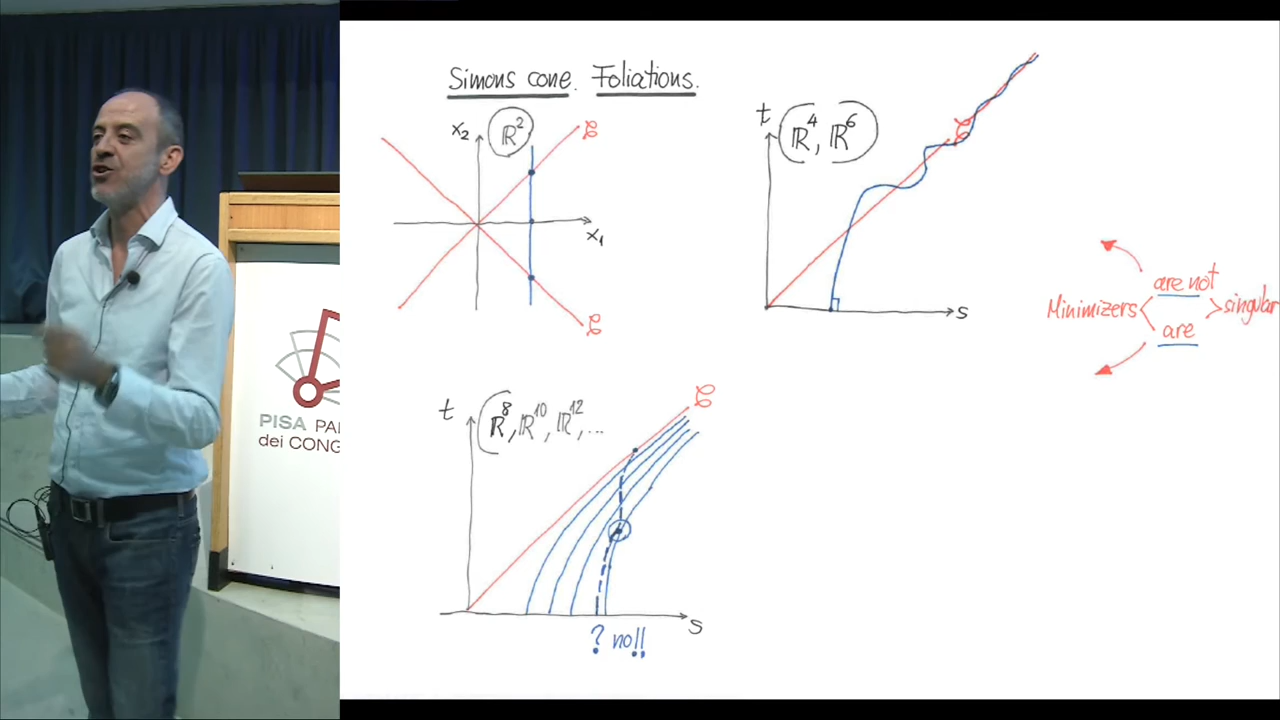 Simons cone. Foliations.
x₂
ℝ²
𝓒
x₁
𝓒
t
(ℝ⁴, ℝ⁶)
𝓒
s
Minimizers < are not / are > singular
t
(ℝ⁸, ℝ¹⁰, ℝ¹², ...
𝓒
s
? no!!
PISA PA
dei CONG